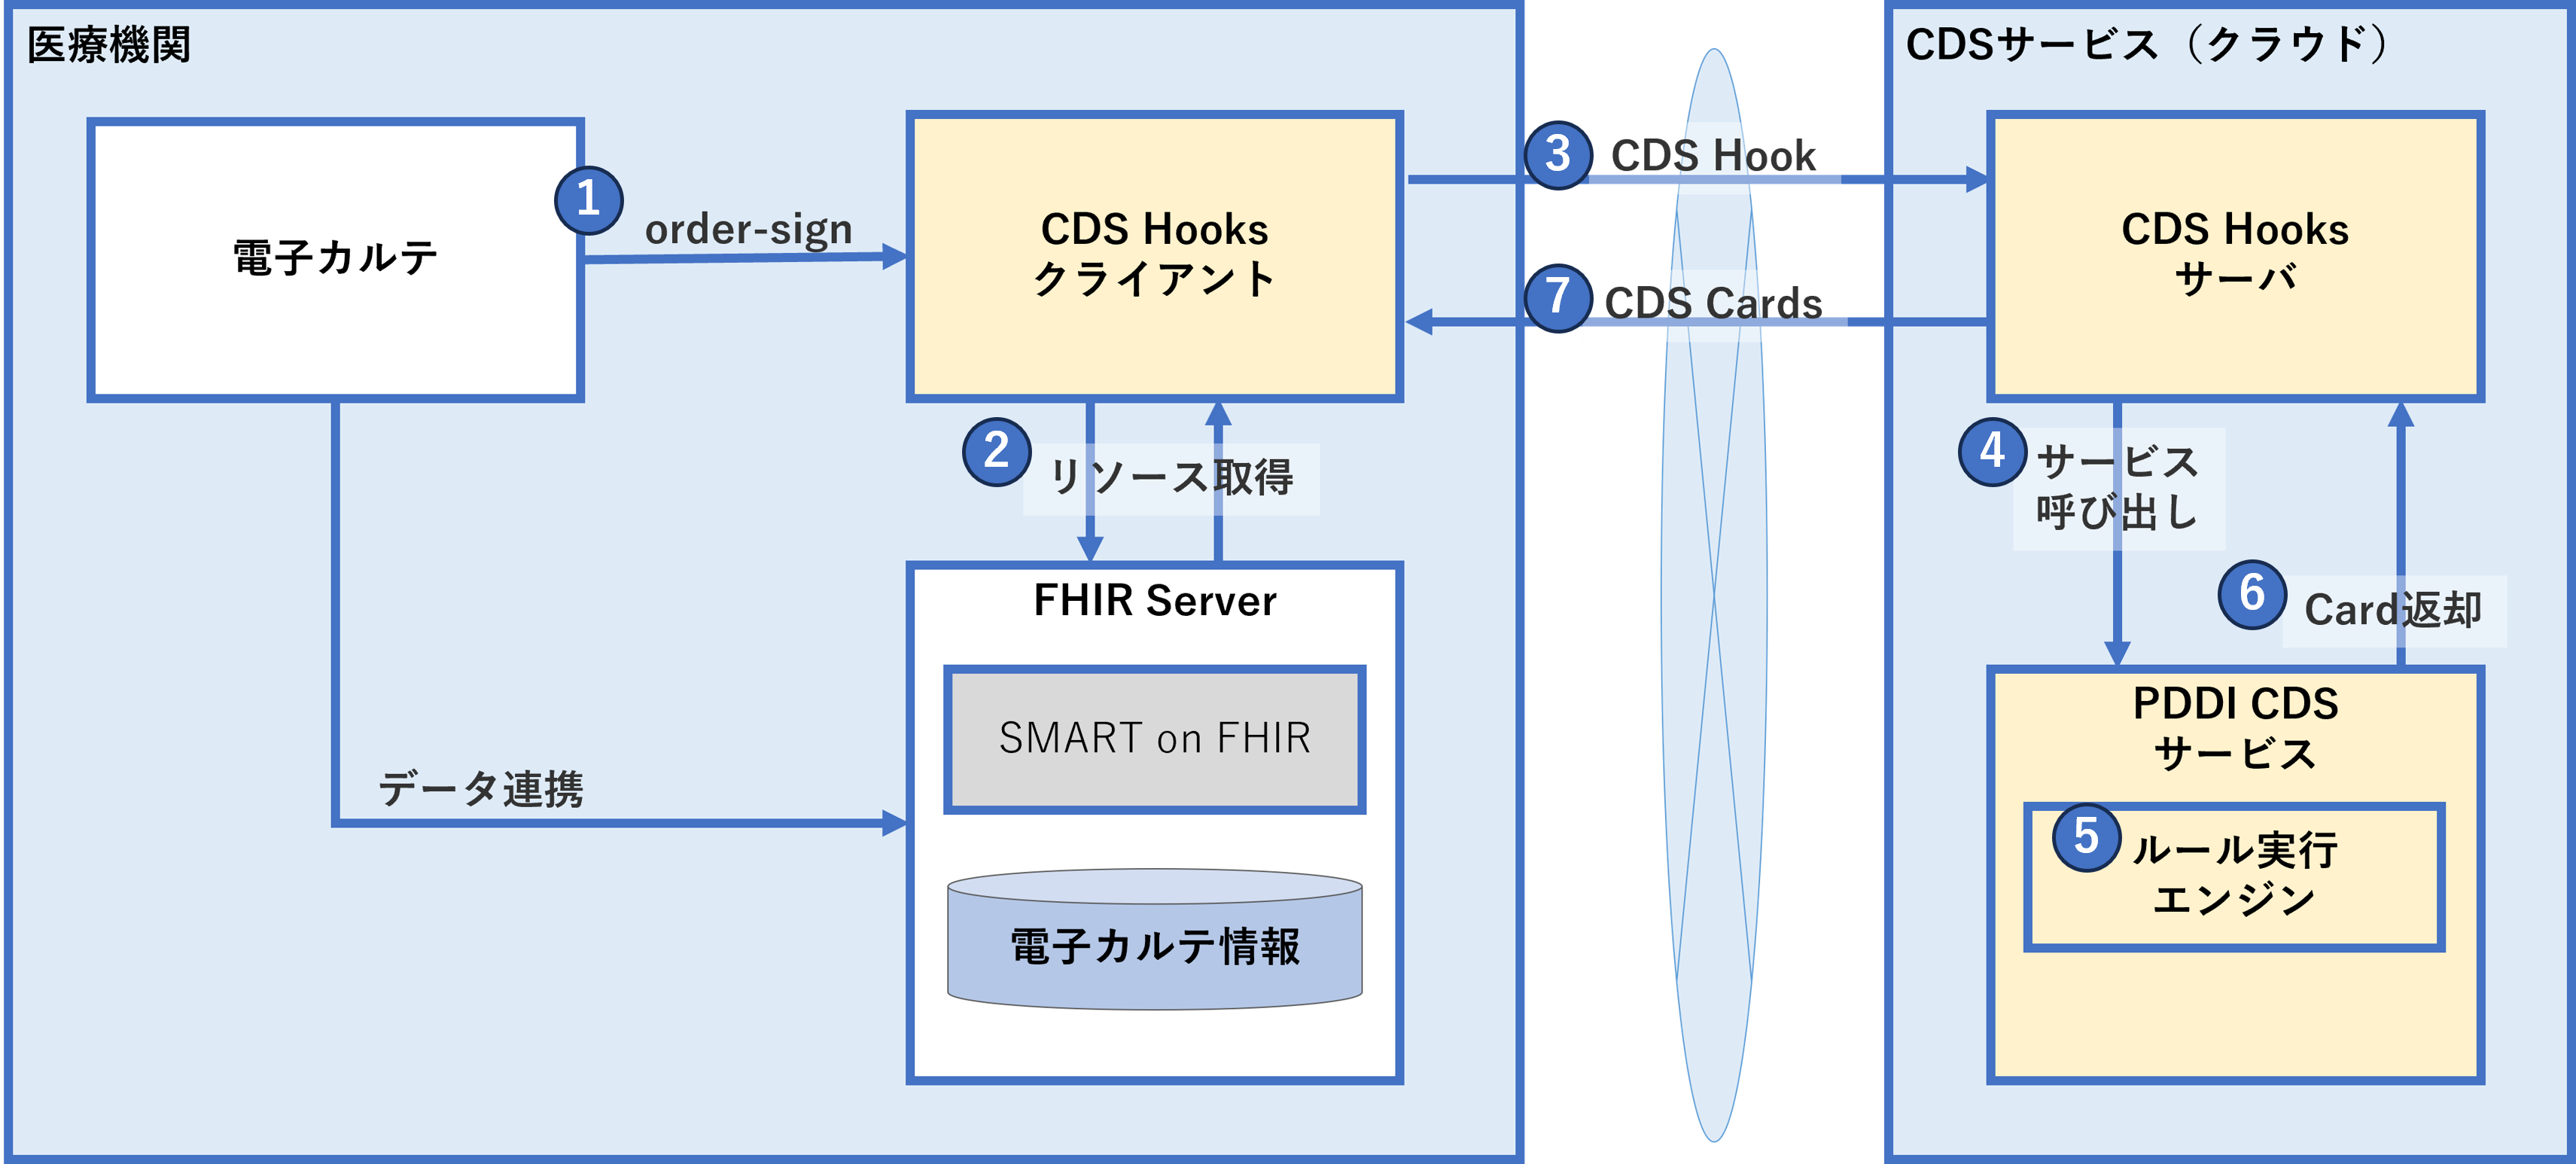 医療機関
電子カルテ
1
order-sign
CDS Hooks
クライアント
2
リソース取得
データ連携
FHIR Server
SMART on FHIR
電子カルテ情報
3
CDS Hook
7
CDS Cards
CDSサービス（クラウド）
CDS Hooks
サーバ
4
サービス
呼び出し
6
Card返却
PDDI CDS
サービス
5
ルール実行
エンジン